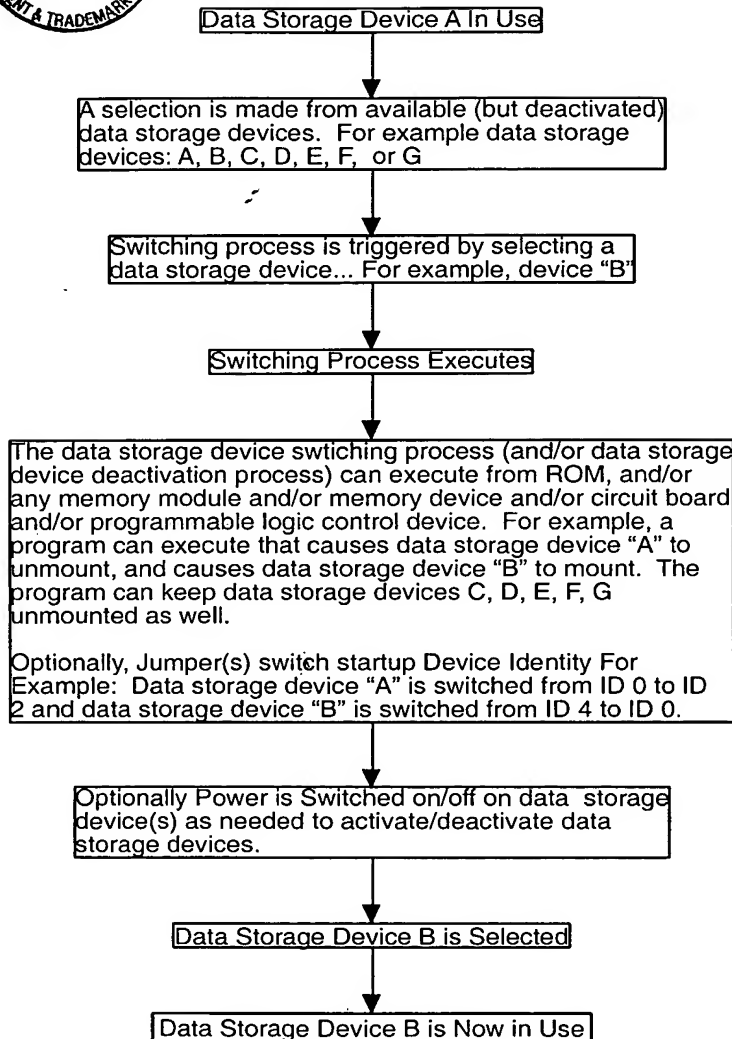 & TRADEMARK
Data Storage Device A In Use
A selection is made from available (but deactivated)
data storage devices. For example data storage
devices: A, B, C, D, E, F, or G
Switching process is triggered by selecting a
data storage device... For example, device “B”
Switching Process Executes
The data storage device swtiching process (and/or data storage
device deactivation process) can execute from ROM, and/or
any memory module and/or memory device and/or circuit board
and/or programmable logic control device. For example, a
program can execute that causes data storage device “A” to
unmount, and causes data storage device “B” to mount. The
program can keep data storage devices C, D, E, F, G
unmounted as well.
Optionally, Jumper(s) switch startup Device Identity For
Example: Data storage device “A” is switched from ID 0 to ID
2 and data storage device “B” is switched from ID 4 to ID 0.
Optionally Power is Switched on/off on data storage
device(s) as needed to activate/deactivate data
storage devices.
Data Storage Device B is Selected
Data Storage Device B is Now in Use